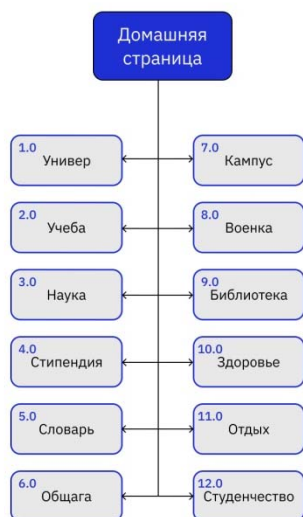 Домашняя
страница
1.0
Универ
2.0
Учеба
3.0
Наука
4.0
Стипендия
5.0
Словарь
6.0
Общага
7.0
Кампус
8.0
Военка
9.0
Библиотека
10.0
Здоровье
11.0
Отдых
12.0
Студенчество